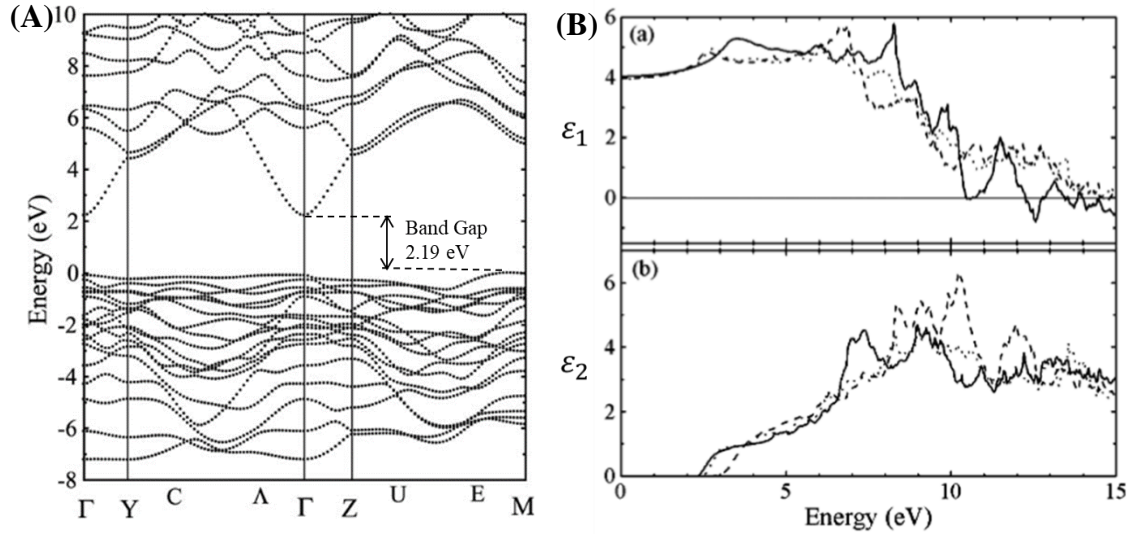 (A)
10
8
6
4
2
0
-2
-4
-6
-8
Energy (eV)
Band Gap
2.19 eV
Γ Y C Λ Γ Z U E M
(B)
(a)
6
4
2
0
ε1
(b)
6
4
2
0
ε2
0 5 10 15
Energy (eV)